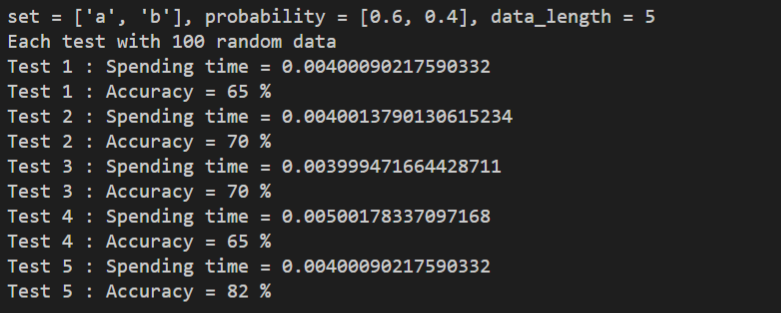 set = ['a', 'b'], probability = [0.6, 0.4], data_length = 5
Each test with 100 random data
Test 1 : Spending time = 0.00400090217590332
Test 1 : Accuracy = 65 %
Test 2 : Spending time = 0.0040013790130615234
Test 2 : Accuracy = 70 %
Test 3 : Spending time = 0.003999471664428711
Test 3 : Accuracy = 70 %
Test 4 : Spending time = 0.00500178337097168
Test 4 : Accuracy = 65 %
Test 5 : Spending time = 0.00400090217590332
Test 5 : Accuracy = 82 %